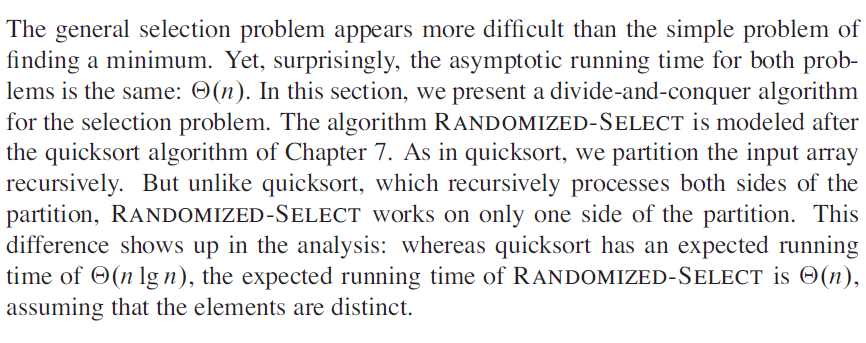 The general selection problem appears more difficult than the simple problem of
finding a minimum. Yet, surprisingly, the asymptotic running time for both prob-
lems is the same: Θ(n). In this section, we present a divide-and-conquer algorithm
for the selection problem. The algorithm RANDOMIZED-SELECT is modeled after
the quicksort algorithm of Chapter 7. As in quicksort, we partition the input array
recursively. But unlike quicksort, which recursively processes both sides of the
partition, RANDOMIZED-SELECT works on only one side of the partition. This
difference shows up in the analysis: whereas quicksort has an expected running
time of Θ(n lg n), the expected running time of RANDOMIZED-SELECT is Θ(n),
assuming that the elements are distinct.